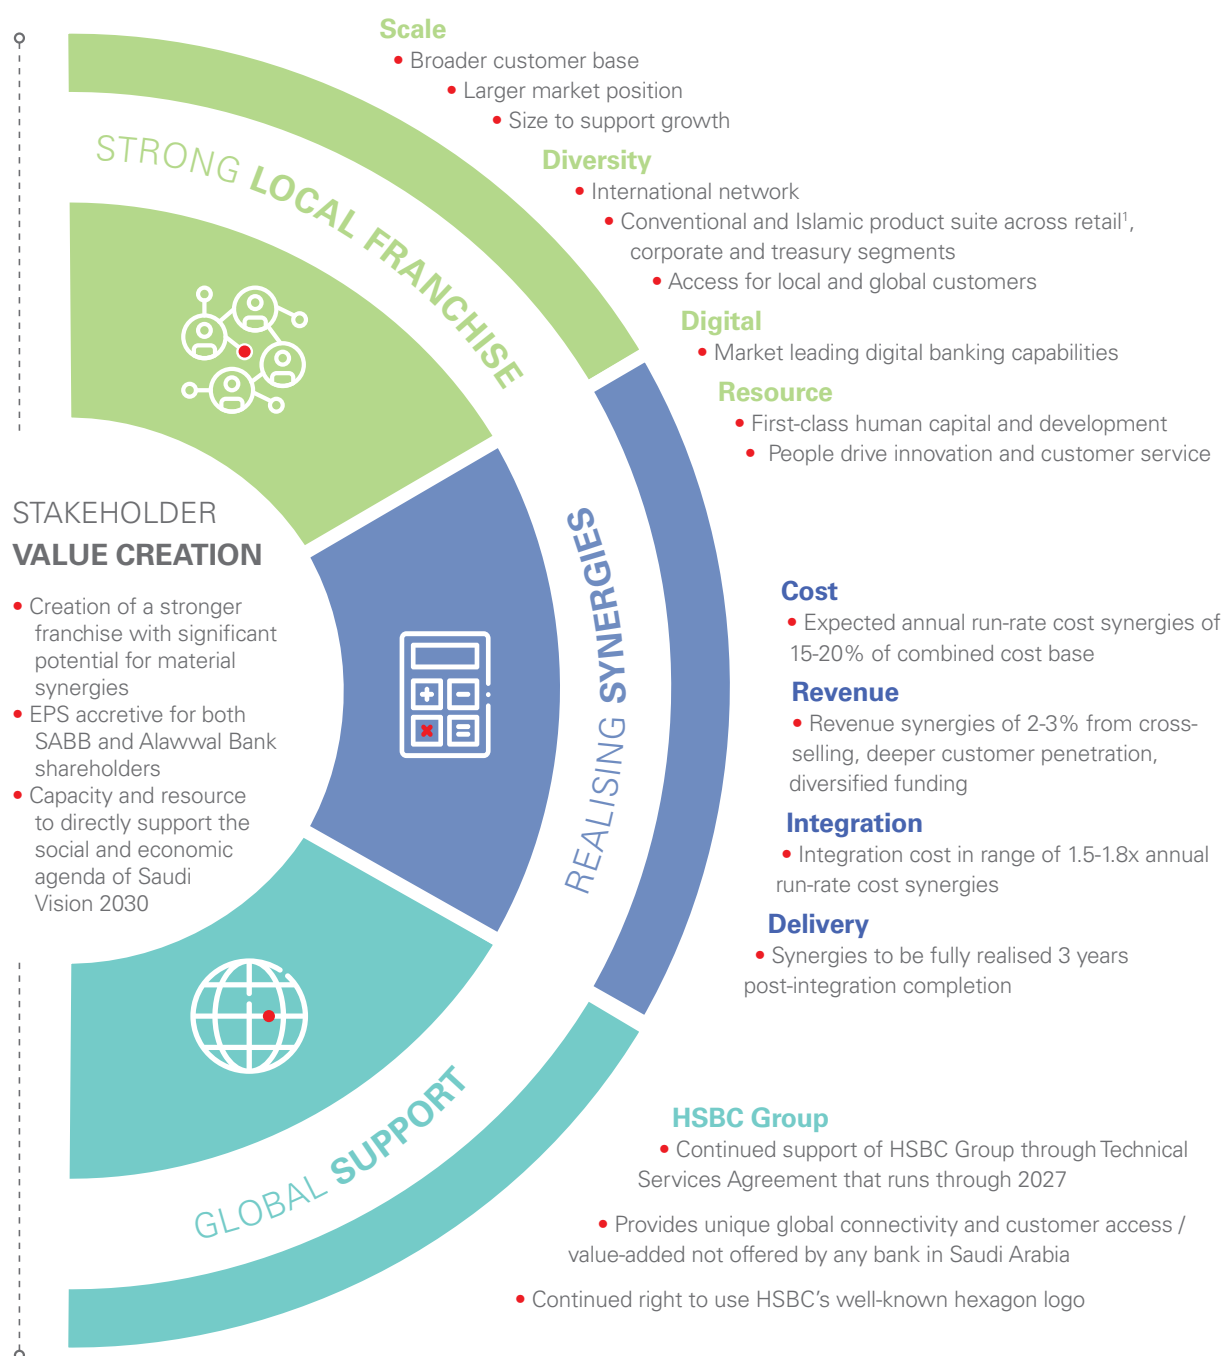 Scale
• Broader customer base
• Larger market position
• Size to support growth
Diversity
• International network
• Conventional and Islamic product suite across retail¹,
corporate and treasury segments
• Access for local and global customers
Digital
• Market leading digital banking capabilities
Resource
• First-class human capital and development
• People drive innovation and customer service
STRONG LOCAL FRANCHISE
STAKEHOLDER
VALUE CREATION
• Creation of a stronger
franchise with significant
potential for material
synergies
• EPS accretive for both
SABB and Alawwal Bank
shareholders
• Capacity and resource
to directly support the
social and economic
agenda of Saudi
Vision 2030
REALISING SYNERGIES
Cost
• Expected annual run-rate cost synergies of
15-20% of combined cost base
Revenue
• Revenue synergies of 2-3% from cross-
selling, deeper customer penetration,
diversified funding
Integration
• Integration cost in range of 1.5-1.8x annual
run-rate cost synergies
Delivery
• Synergies to be fully realised 3 years
post-integration completion
GLOBAL SUPPORT
HSBC Group
• Continued support of HSBC Group through Technical
Services Agreement that runs through 2027
• Provides unique global connectivity and customer access /
value-added not offered by any bank in Saudi Arabia
• Continued right to use HSBC's well-known hexagon logo